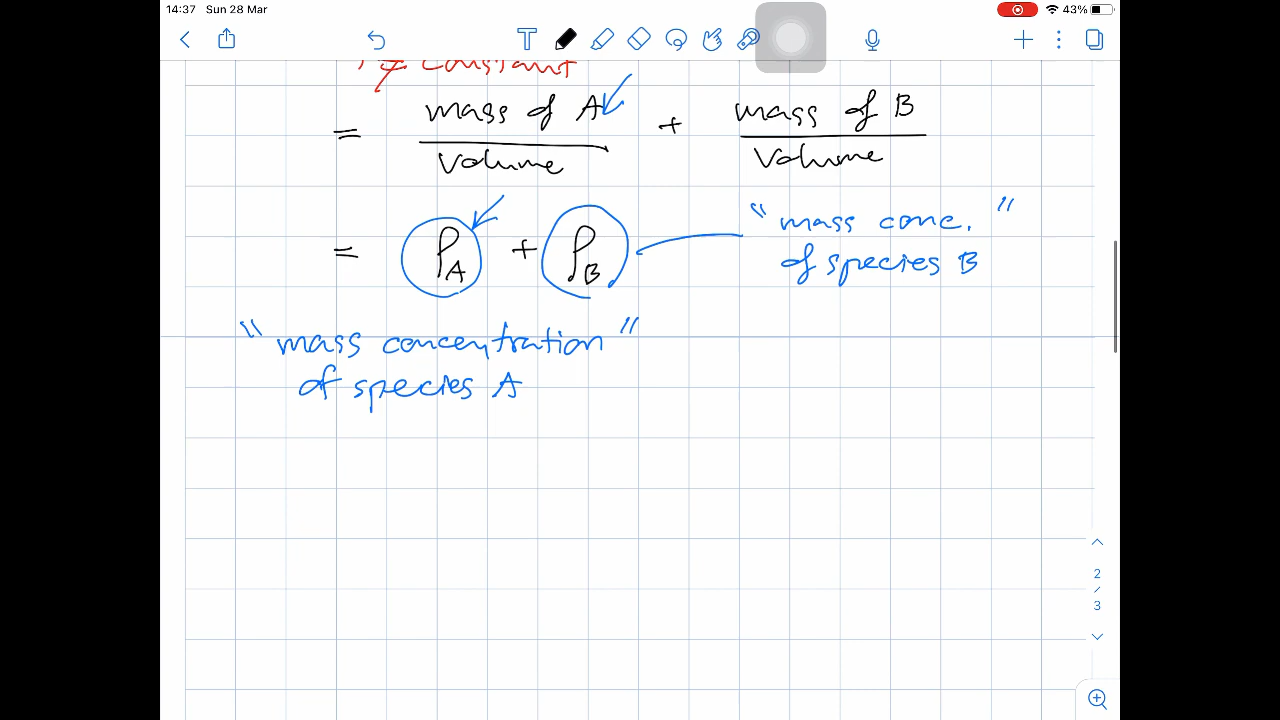 14:37 Sun 28 Mar 43%
≠ constant
= mass of A / Volume + mass of B / Volume
= ρA + ρB
"mass conc."
of species B
"mass concentration"
of species A
2
3